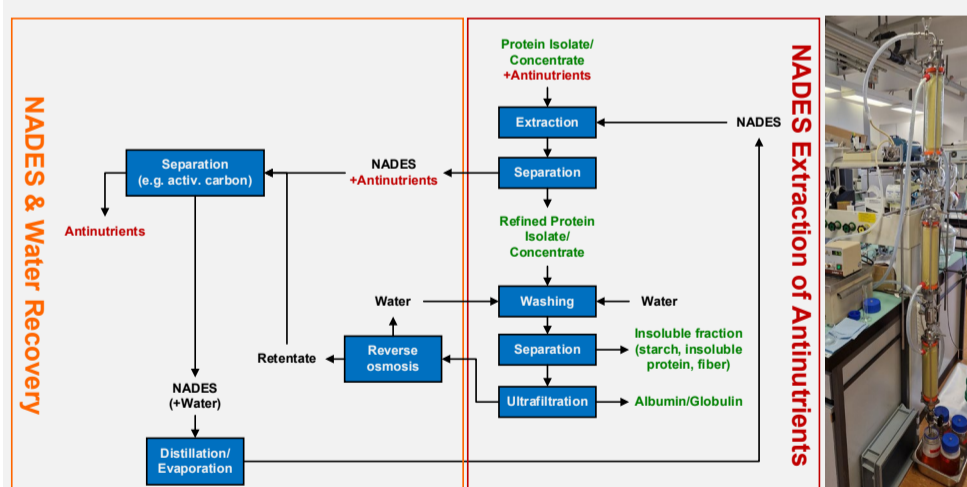 NADES & Water Recovery
NADES Extraction of Antinutrients
Protein Isolate/
Concentrate
+Antinutrients
Extraction
NADES
Separation
(e.g. activ. carbon)
NADES
+Antinutrients
Separation
Antinutrients
Refined Protein
Isolate/
Concentrate
Water
Washing
Water
Retentate
Reverse
osmosis
Separation
Insoluble fraction
(starch, insoluble
protein, fiber)
NADES
(+Water)
Ultrafiltration
Albumin/Globulin
Distillation/
Evaporation